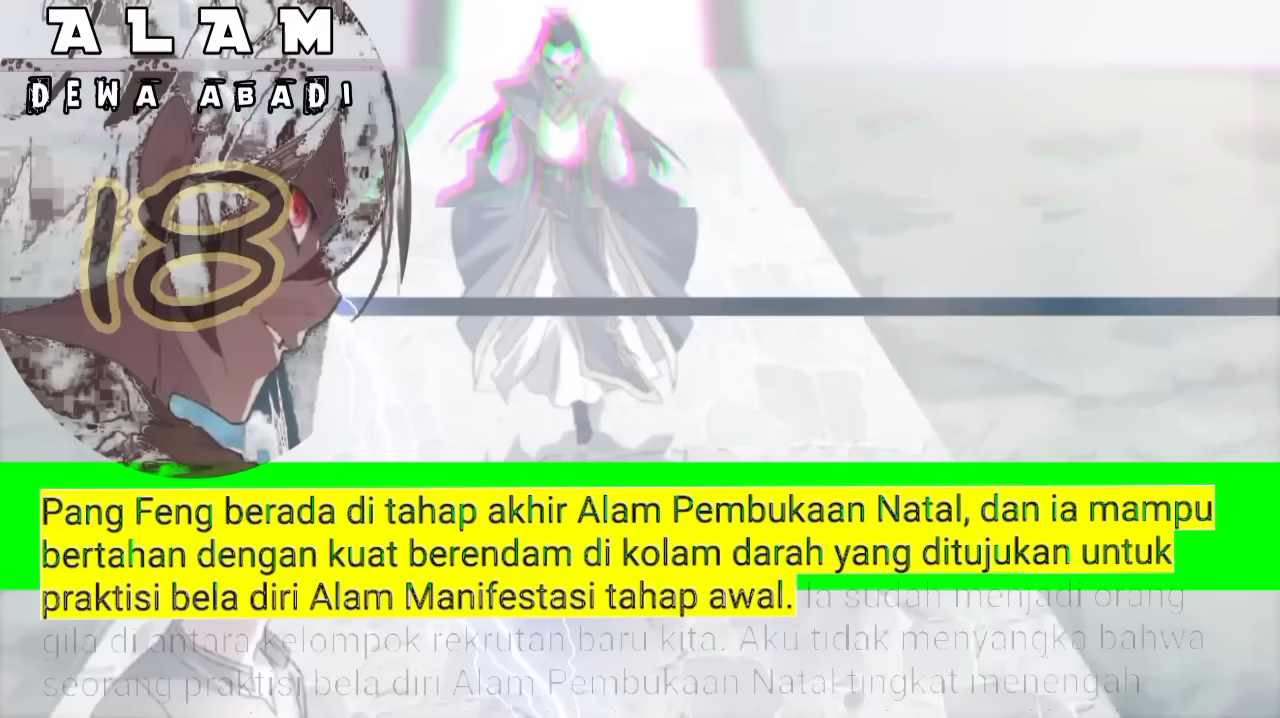 ALAM
DEWA ABADI
18
Pang Feng berada di tahap akhir Alam Pembukaan Natal, dan ia mampu
bertahan dengan kuat berendam di kolam darah yang ditujukan untuk
praktisi bela diri Alam Manifestasi tahap awal. Ia sudah menjadi orang
gila di antara kelompok rekrutan baru kita. Aku tidak menyangka bahwa
seorang praktisi bela diri Alam Pembukaan Natal tingkat menengah